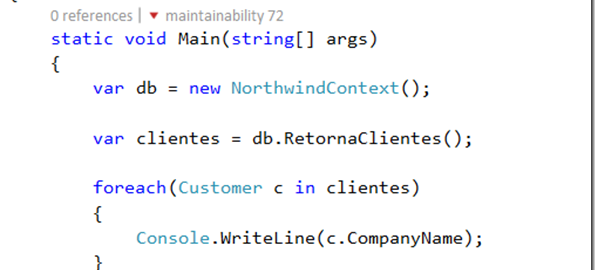 0 references | ▼ maintainability 72
static void Main(string[] args)
{
    var db = new NorthwindContext();
    var clientes = db.RetornaClientes();
    foreach(Customer c in clientes)
    {
        Console.WriteLine(c.CompanyName);
    }